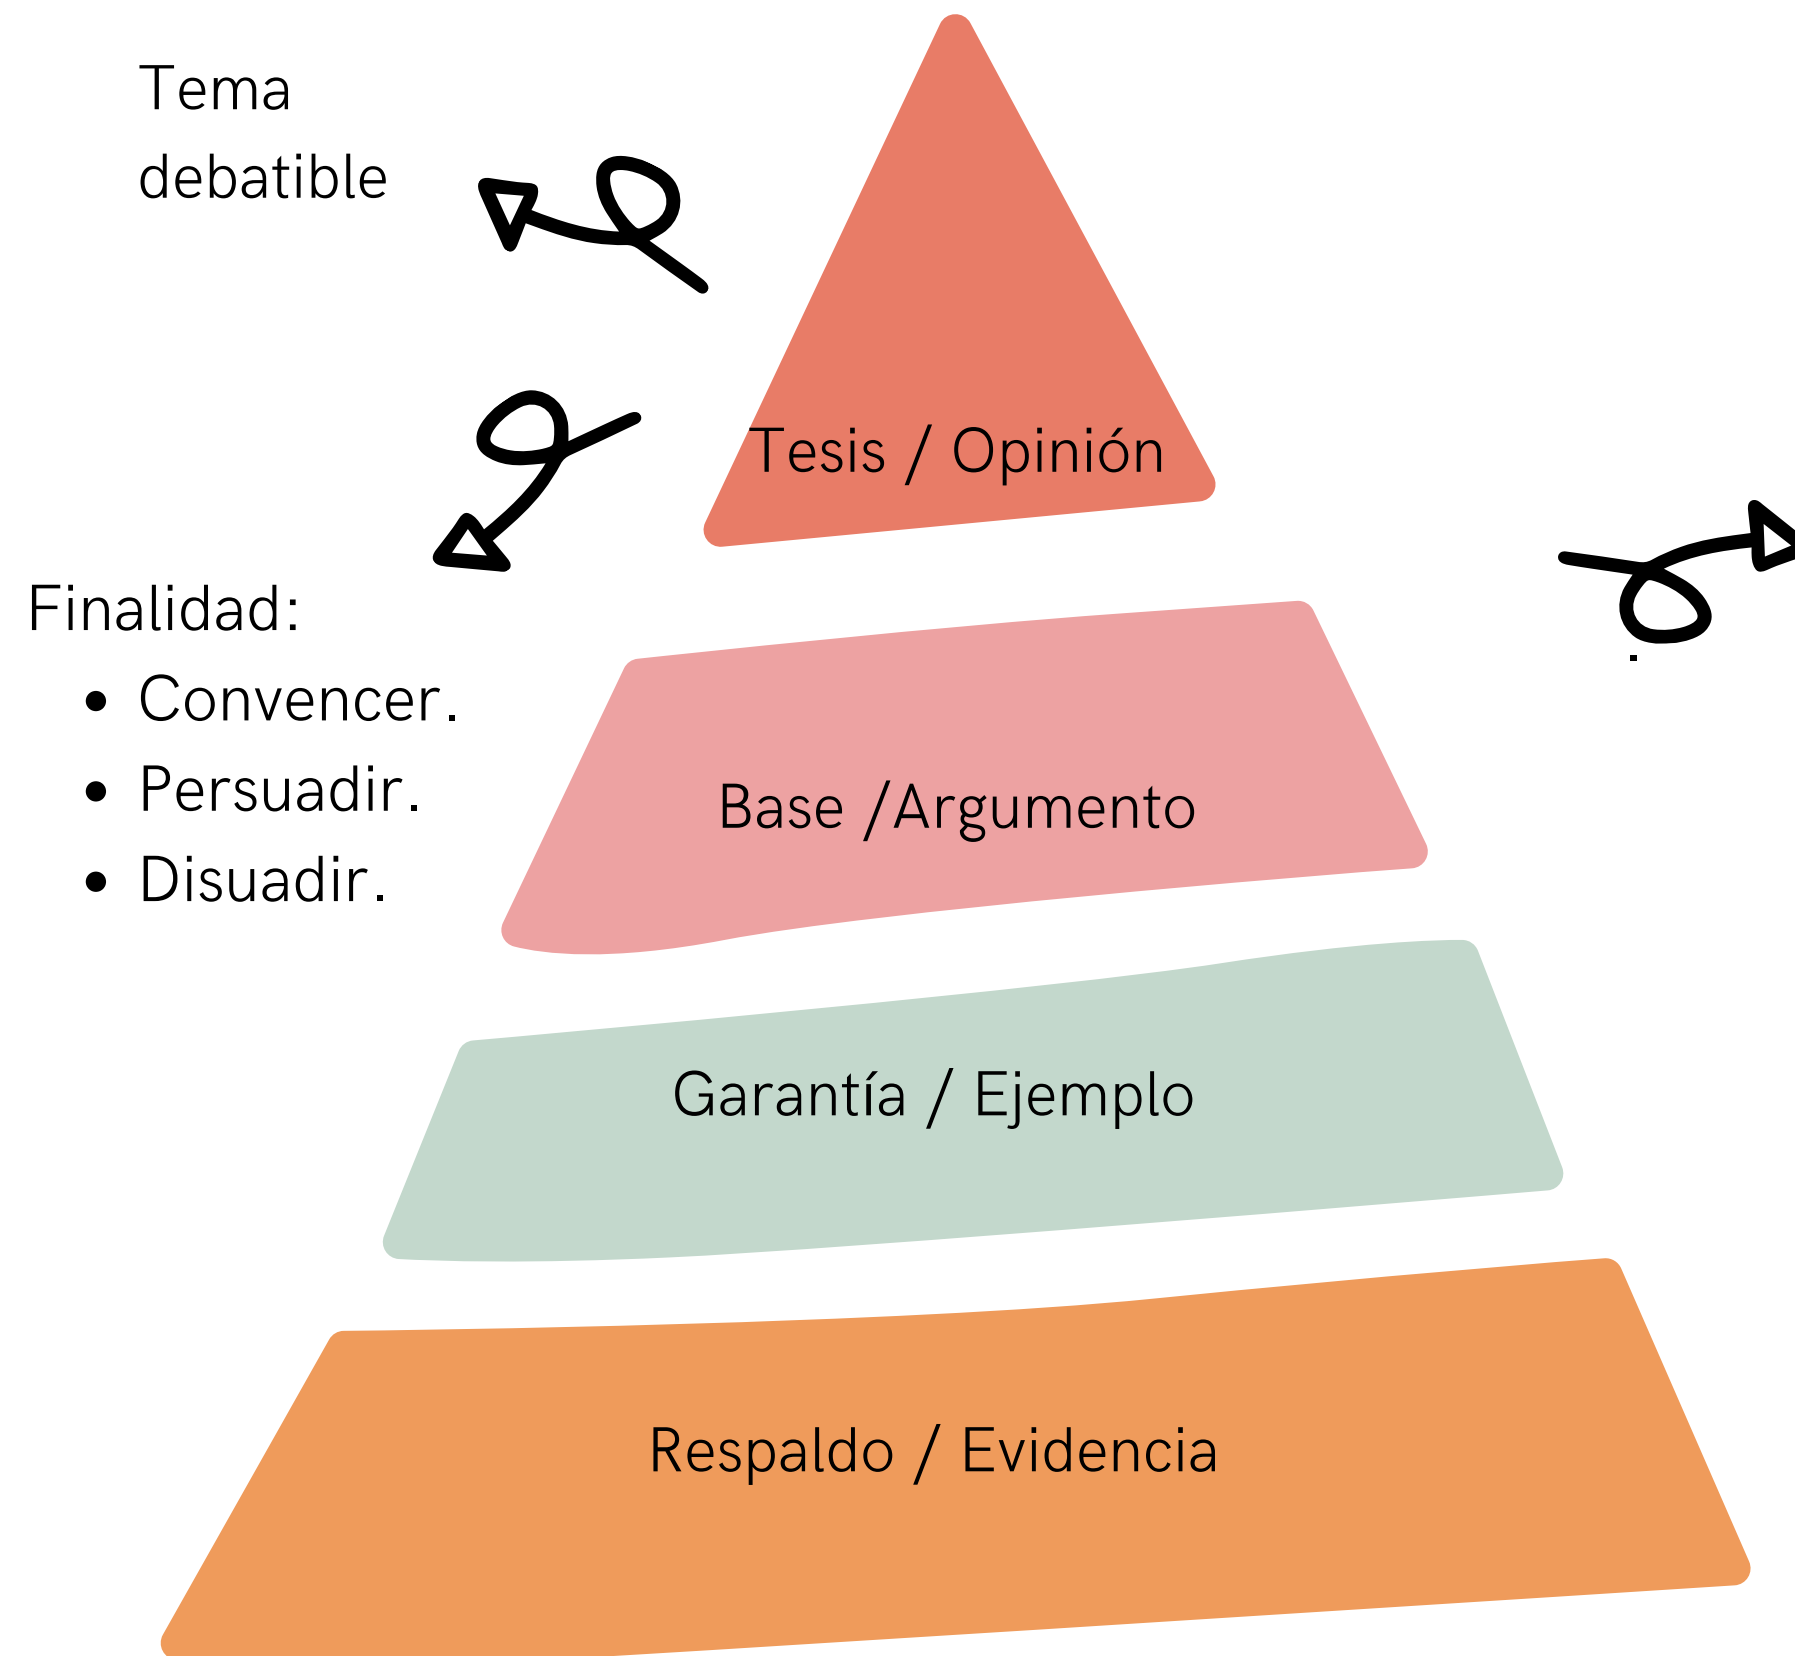 Tema
debatible
Tesis / Opinión
Finalidad:
• Convencer.
• Persuadir.
• Disuadir.
.
Base /Argumento
Garantía / Ejemplo
Respaldo / Evidencia